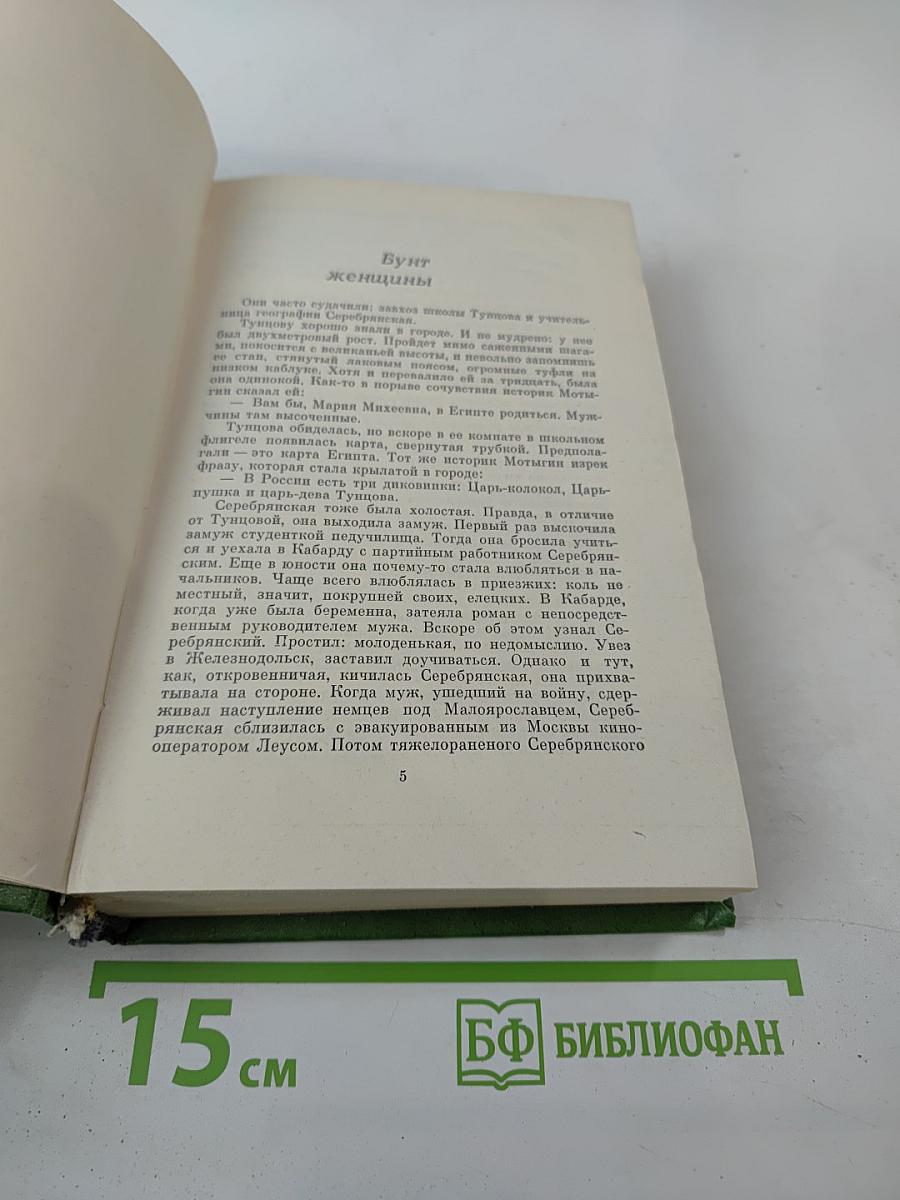 Бунт
женщины
Они часто судачили: завхоз школы Тунцова и учитель-
ница географии Серебрянская.
Тунцову хорошо знали в городе. И не мудрено: у нее
был двухметровый рост. Пройдет мимо саженными шага-
ми, покосится с великаньей высоты, и невольно запомнишь
ее стан, стянутый лаковым поясом, огромные туфли на
низком каблуке. Хотя и перевалило ей за тридцать, была
она одинокой. Как-то в порыве сочувствия историк Моты-
гин сказал ей:
— Вам бы, Мария Михеевна, в Египте родиться. Муж-
чины там высоченные.
Тунцова обиделась, но вскоре в ее комнате в школьном
флигеле появилась карта, свернутая трубкой. Предпола-
гали — это карта Египта. Тот же историк Мотыгин изрек
фразу, которая стала крылатой в городе:
— В России есть три диковинки: Царь-колокол, Царь-
пушка и царь-дева Тунцова.
Серебрянская тоже была холостая. Правда, в отличие
от Тунцовой, она выходила замуж. Первый раз выскочила
замуж студенткой педучилища. Тогда она бросила учить-
ся и уехала в Кабарду с партийным работником Серебрян-
ским. Еще в юности она почему-то стала влюбляться в на-
чальников. Чаще всего влюблялась в приезжих: коль не
местный, значит, покрупней своих, елецких. В Кабарде,
когда уже была беременна, затеяла роман с непосредст-
венным руководителем мужа. Вскоре об этом узнал Се-
ребрянский. Простил: молоденькая, по недомыслию. Увез
в Железнодольск, заставил доучиваться. Однако и тут,
как, откровенничая, кичилась Серебрянская, она прихва-
тывала на стороне. Когда муж, ушедший на войну, сдер-
живал наступление немцев под Малоярославцем, Сереб-
рянская сблизилась с эвакуированным из Москвы кино-
оператором Леусом. Потом тяжелораненого Серебрянского
5
15 см
БФ БИБЛИОФАН